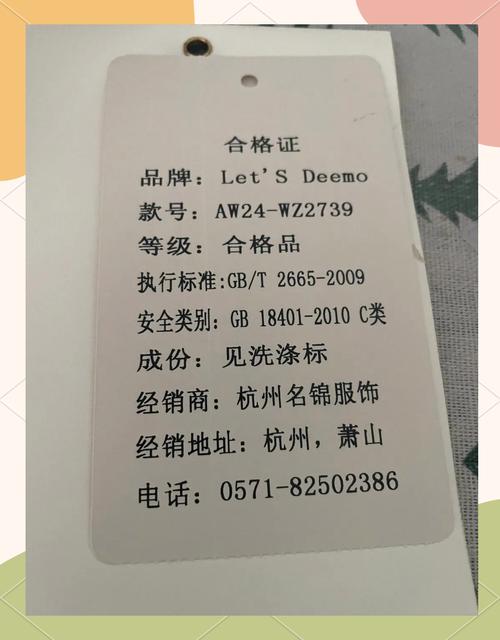 合格证
品牌：Let'S Deemo
款号：AW24-WZ2739
等级：合格品
执行标准:GB/T 2665-2009
安全类别：GB 18401-2010 C类
成份：见洗涤标
经销商：杭州名锦服饰
经销地址：杭州，萧山
电话：0571-82502386